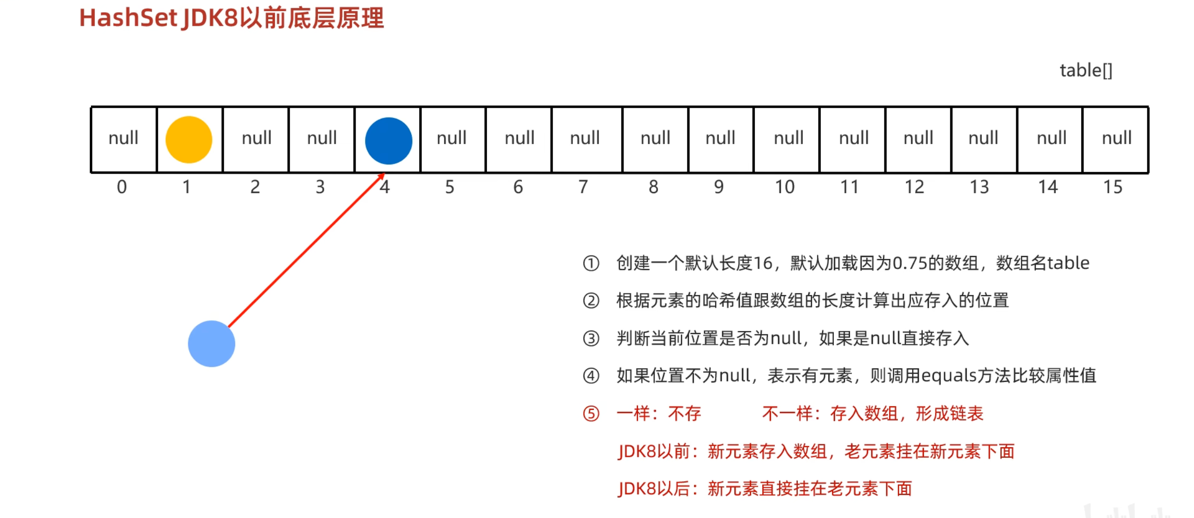 HashSet JDK8以前底层原理
table[]
null null null null null null null null null null null null null null
0 1 2 3 4 5 6 7 8 9 10 11 12 13 14 15
① 创建一个默认长度16，默认加载因为0.75的数组，数组名table
② 根据元素的哈希值跟数组的长度计算出应存入的位置
③ 判断当前位置是否为null，如果是null直接存入
④ 如果位置不为null，表示有元素，则调用equals方法比较属性值
⑤ 一样：不存 不一样：存入数组，形成链表
JDK8以前：新元素存入数组，老元素挂在新元素下面
JDK8以后：新元素直接挂在老元素下面